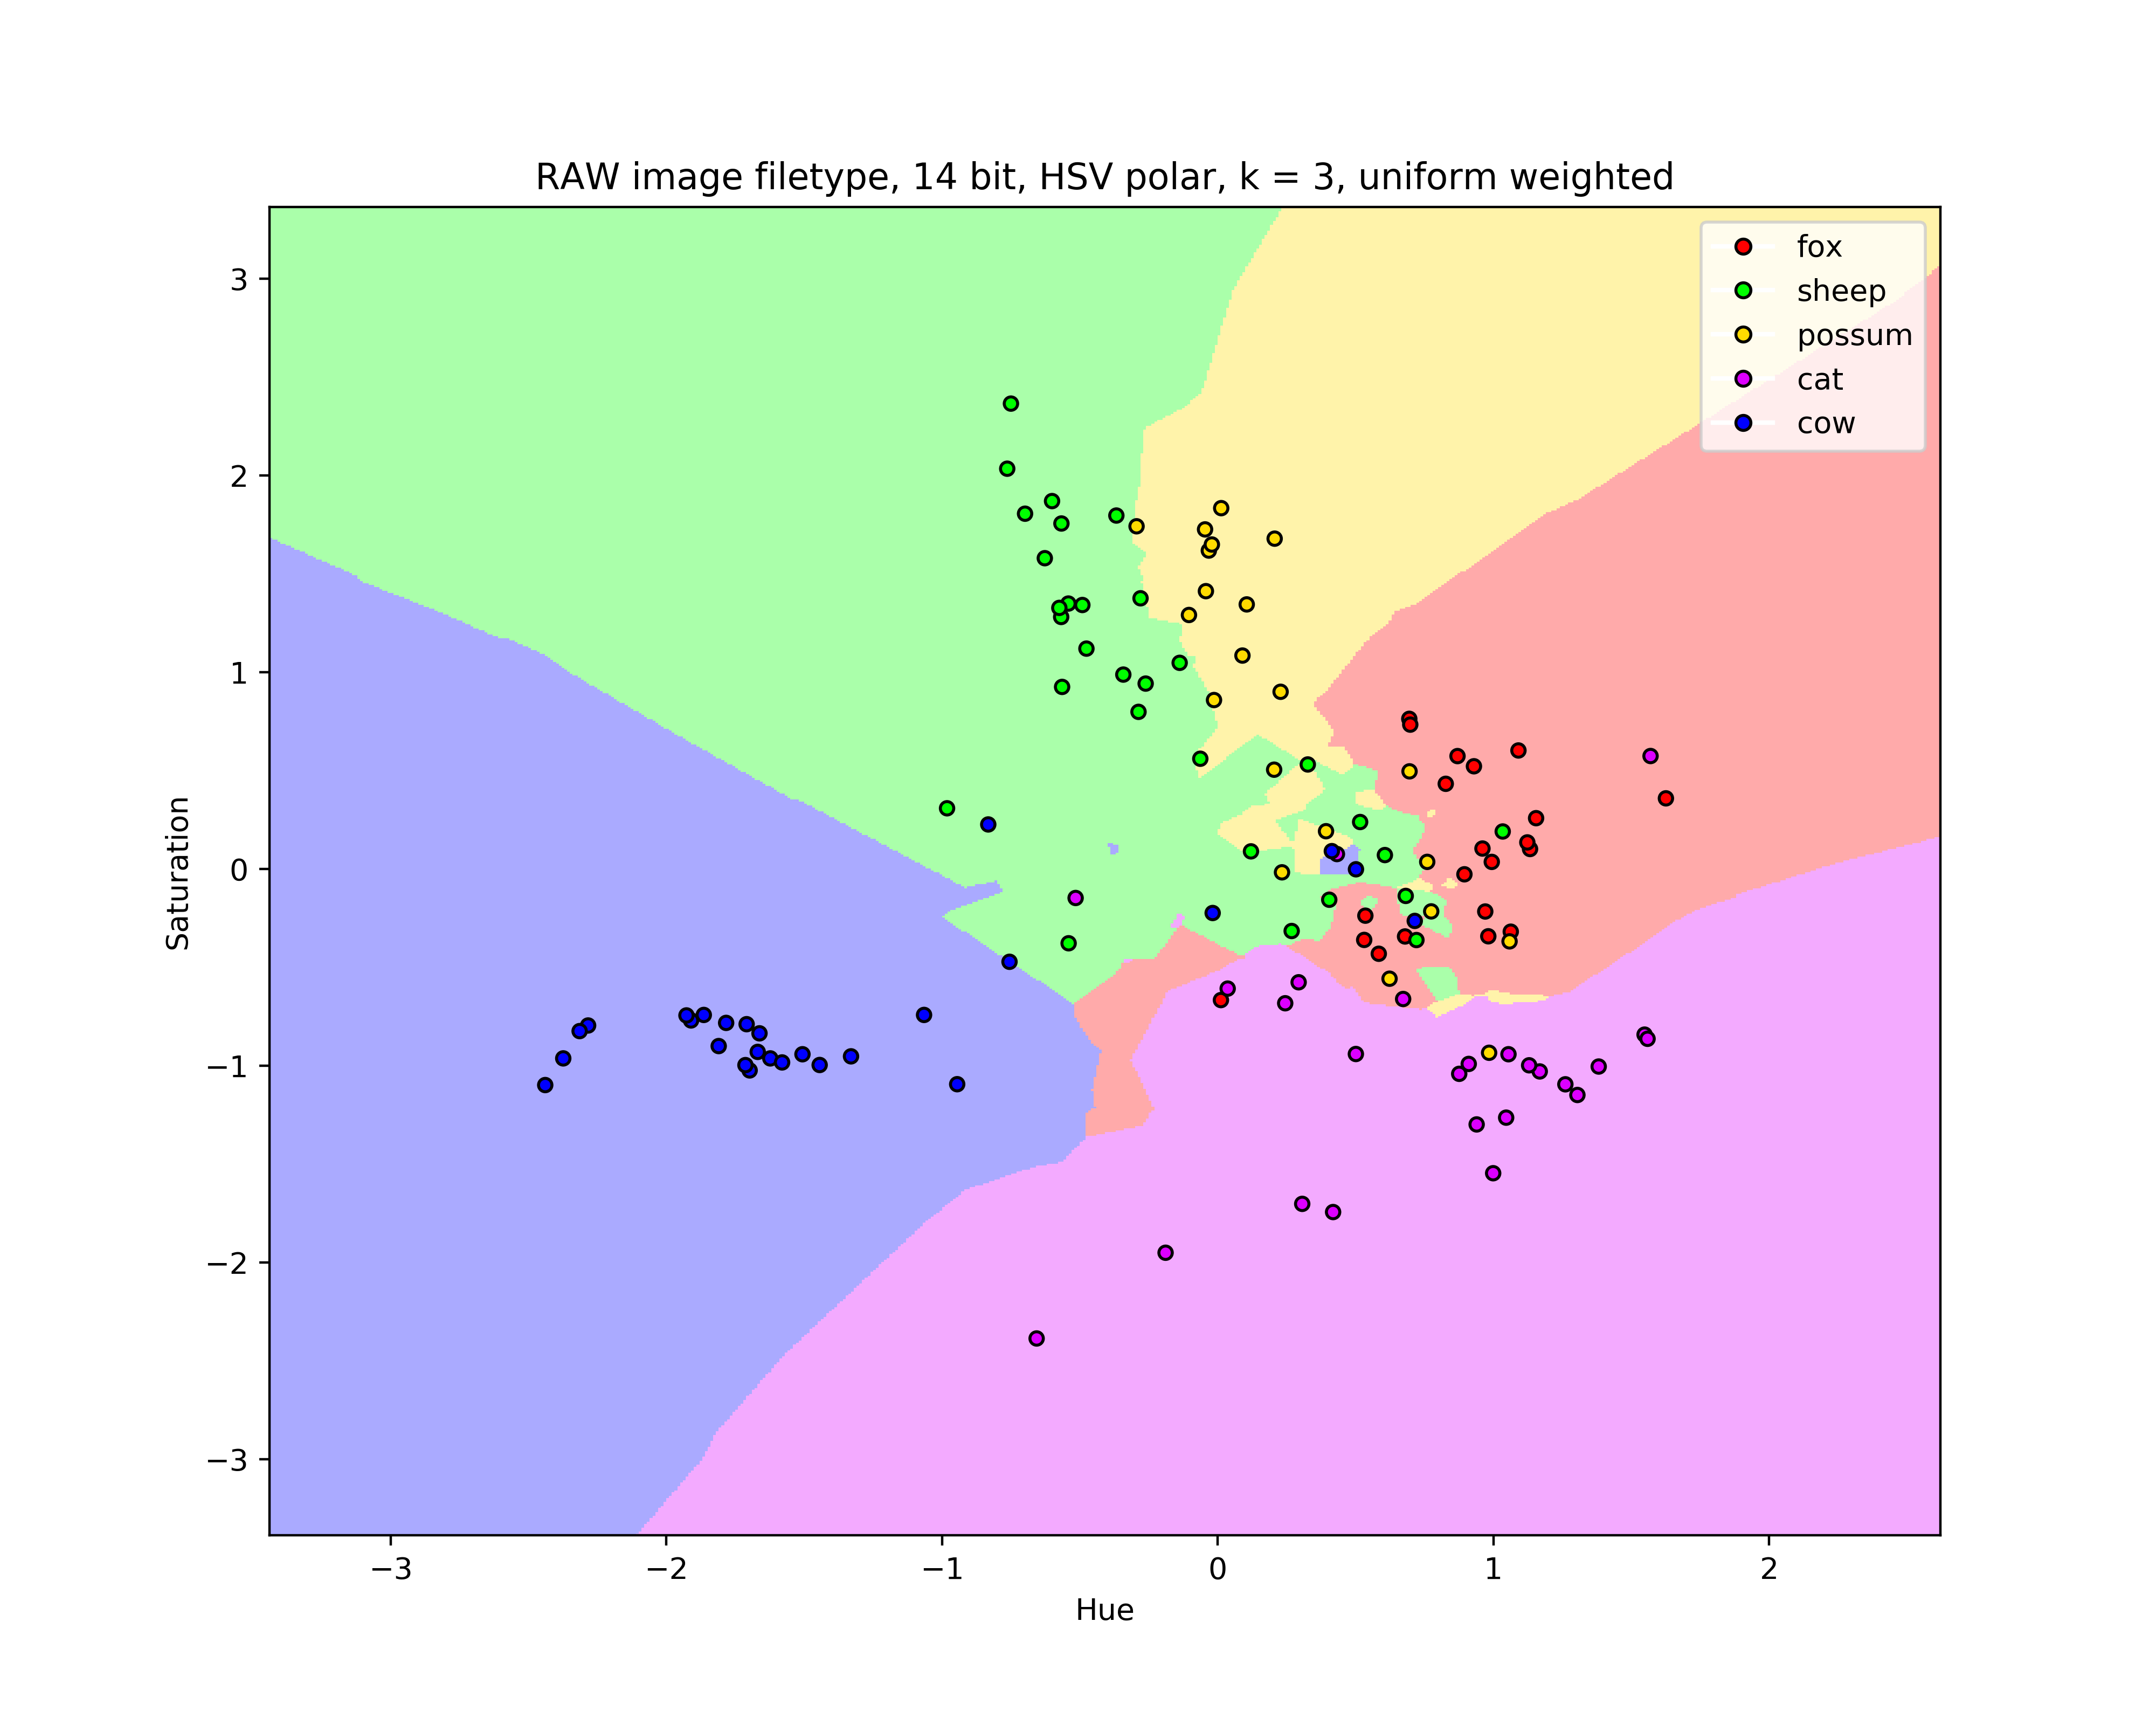 RAW image filetype, 14 bit, HSV polar, k = 3, uniform weighted
fox
sheep
possum
cat
cow
3
2
1
0
−1
−2
−3
Saturation
−3
−2
−1
0
1
2
Hue